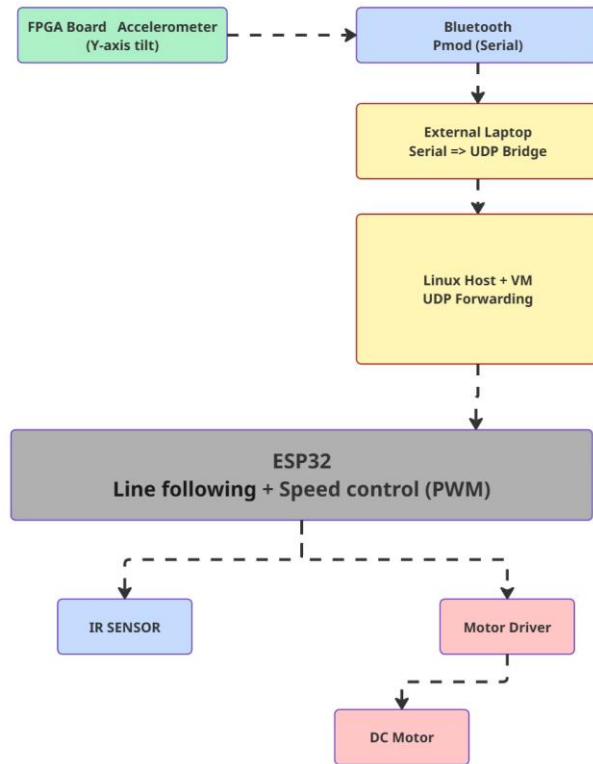 FPGA Board Accelerometer
(Y-axis tilt)
Bluetooth
Pmod (Serial)
External Laptop
Serial => UDP Bridge
Linux Host + VM
UDP Forwarding
ESP32
Line following + Speed control (PWM)
IR SENSOR
Motor Driver
DC Motor